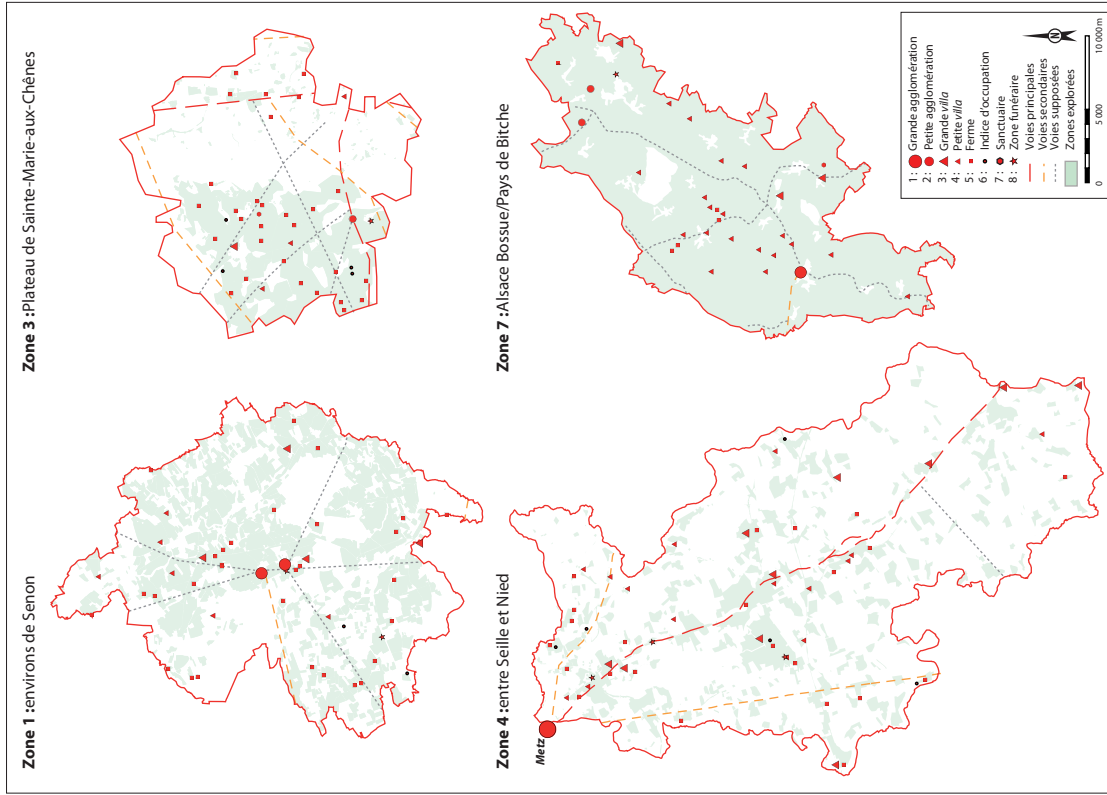 Zone 1 : environs de Senon
Zone 3 : Plateau de Sainte-Marie-aux-Chênes
Zone 4 : entre Seille et Nied
Metz
Zone 7 : Alsace Bossue/Pays de Bitche
1: Grande agglomération
2: Petite agglomération
3: Grande villa
4: Petite villa
5: Ferme
6: Indice d'occupation
7: Sanctuaire
8: Zone funéraire
Voies principales
Voies secondaires
Voies supposées
Zones explorées
N
0 5 000 10 000 m